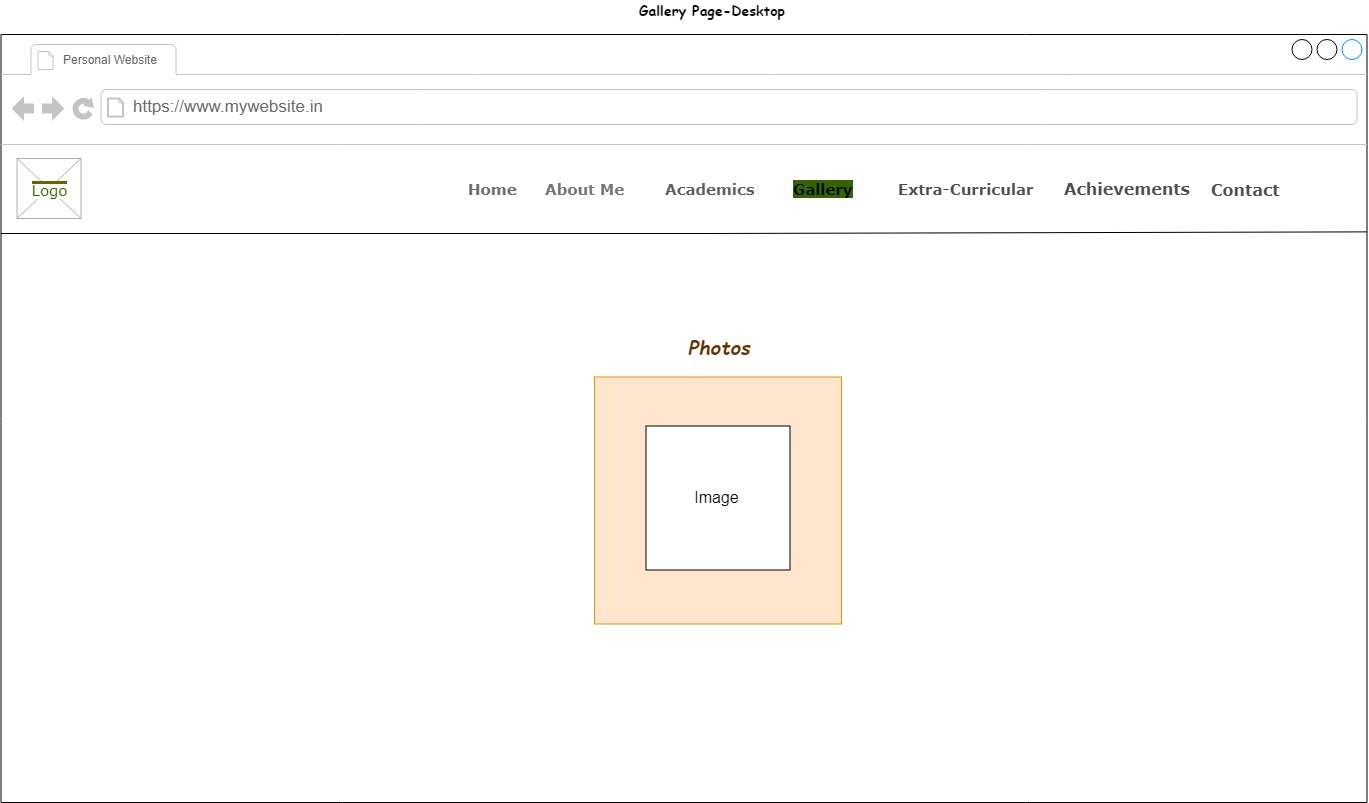 Gallery Page-Desktop
Personal Website
https://www.mywebsite.in
Logo
Home About Me Academics Gallery Extra-Curricular Achievements Contact
Photos
Image